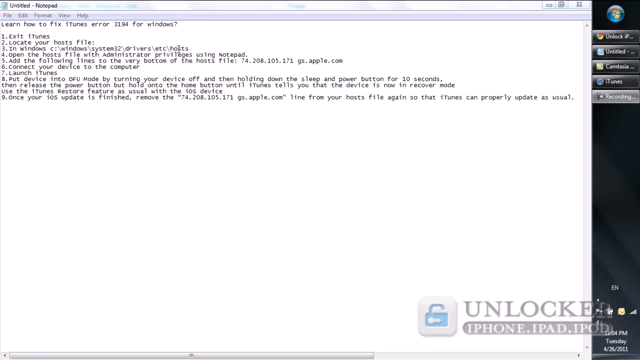 Untitled - Notepad
File Edit Format View Help
Learn how to fix iTunes error 3194 for windows?
1.Exit iTunes
2.Locate your hosts file:
3.In Windows c:\windows\system32\drivers\etc\hosts
4.Open the hosts file with Administrator privileges using Notepad.
5.Add the following lines to the very bottom of the hosts file: 74.208.105.171 gs.apple.com
6.Connect your device to the computer
7.Launch iTunes
8.Put device into DFU Mode by turning your device off and then holding down the sleep and power button for 10 seconds,
then release the power button but hold onto the home button until iTunes tells you that the device is now in recover mode
Use the iTunes Restore feature as usual with the iOS device
9.Once your iOS update is finished, remove the "74.208.105.171 gs.apple.com" line from your hosts file again so that iTunes can properly update as usual.
Unlock iP...
Untitled -...
Camtasia ...
iTunes
Recording...
EN
UNLOCKER
IPHONE.IPAD.IPOD
Tuesday
4/26/2011